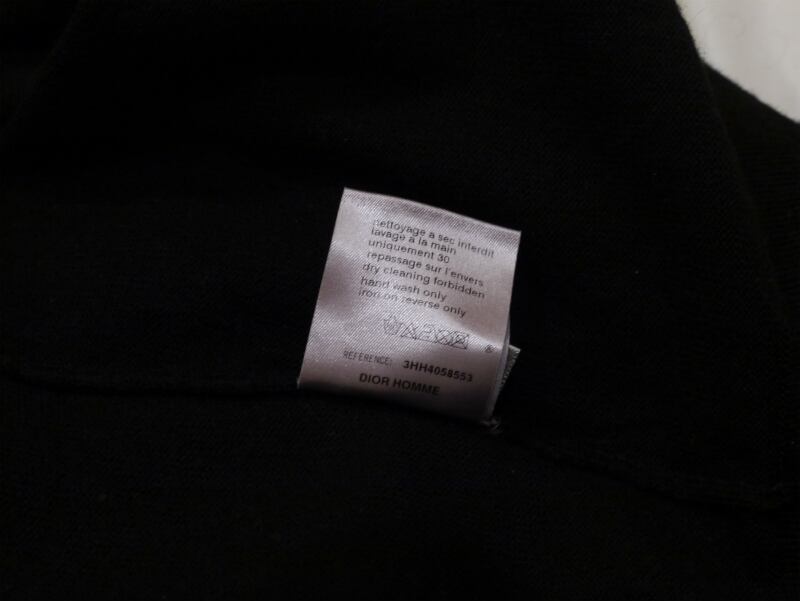 nettoyage a sec interdit
lavage à la main
uniquement 30
repassage sur l'envers
dry cleaning forbidden
hand wash only
iron on reverse only
REFERENCE: 3HH4058553
DIOR HOMME